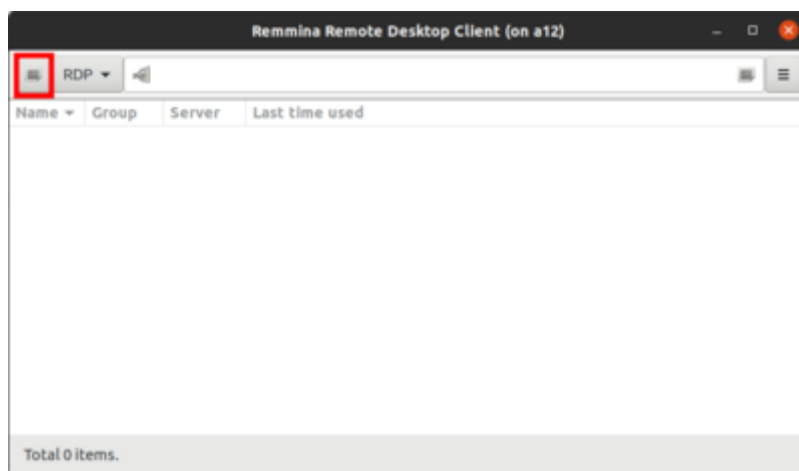 Remmina Remote Desktop Client (on a12)
RDP
Name Group Server Last time used
Total 0 items.